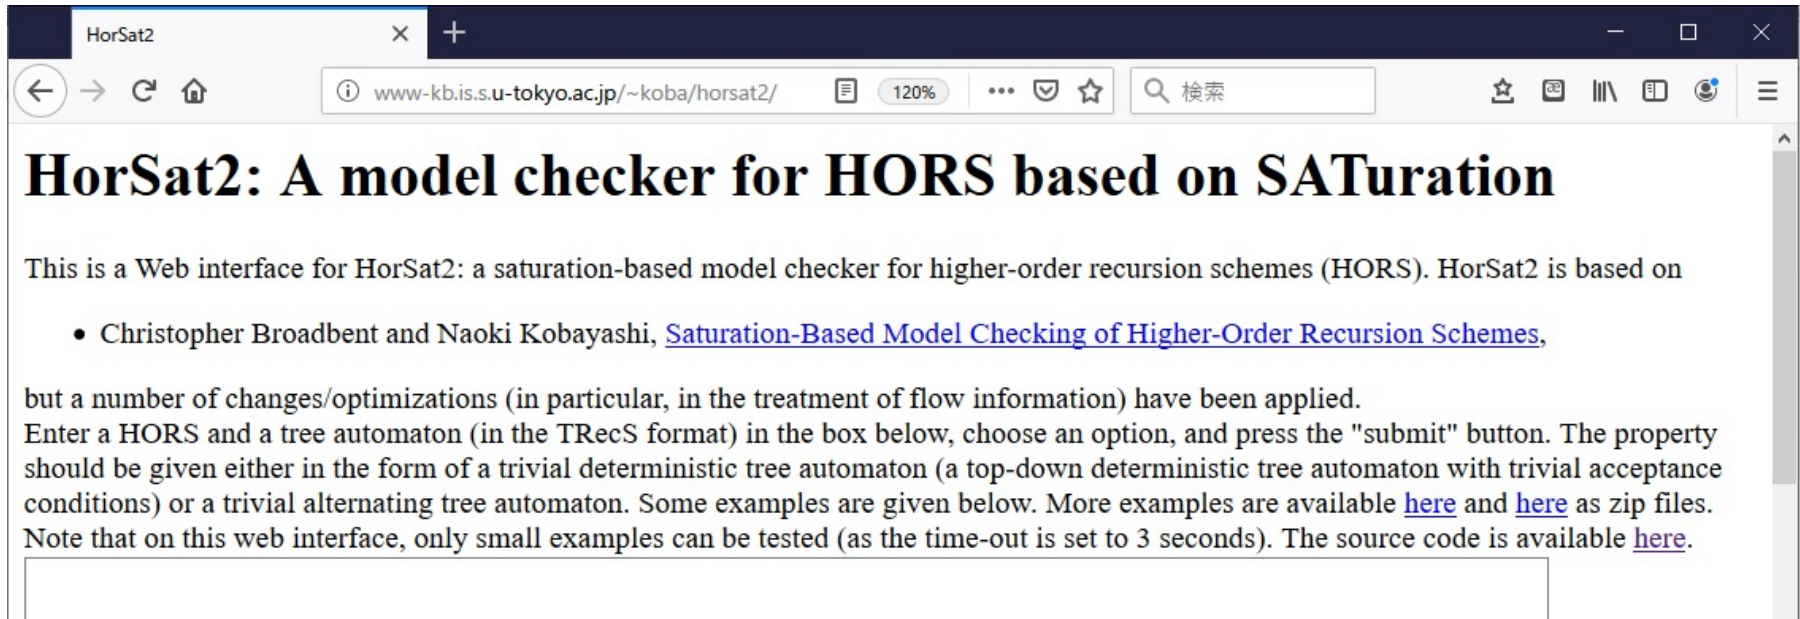 HorSat2
www-kb.is.s.u-tokyo.ac.jp/~koba/horsat2/
120%
検索
HorSat2: A model checker for HORS based on SATuration
This is a Web interface for HorSat2: a saturation-based model checker for higher-order recursion schemes (HORS). HorSat2 is based on
• Christopher Broadbent and Naoki Kobayashi, Saturation-Based Model Checking of Higher-Order Recursion Schemes,
but a number of changes/optimizations (in particular, in the treatment of flow information) have been applied.
Enter a HORS and a tree automaton (in the TRecS format) in the box below, choose an option, and press the "submit" button. The property
should be given either in the form of a trivial deterministic tree automaton (a top-down deterministic tree automaton with trivial acceptance
conditions) or a trivial alternating tree automaton. Some examples are given below. More examples are available here and here as zip files.
Note that on this web interface, only small examples can be tested (as the time-out is set to 3 seconds). The source code is available here.